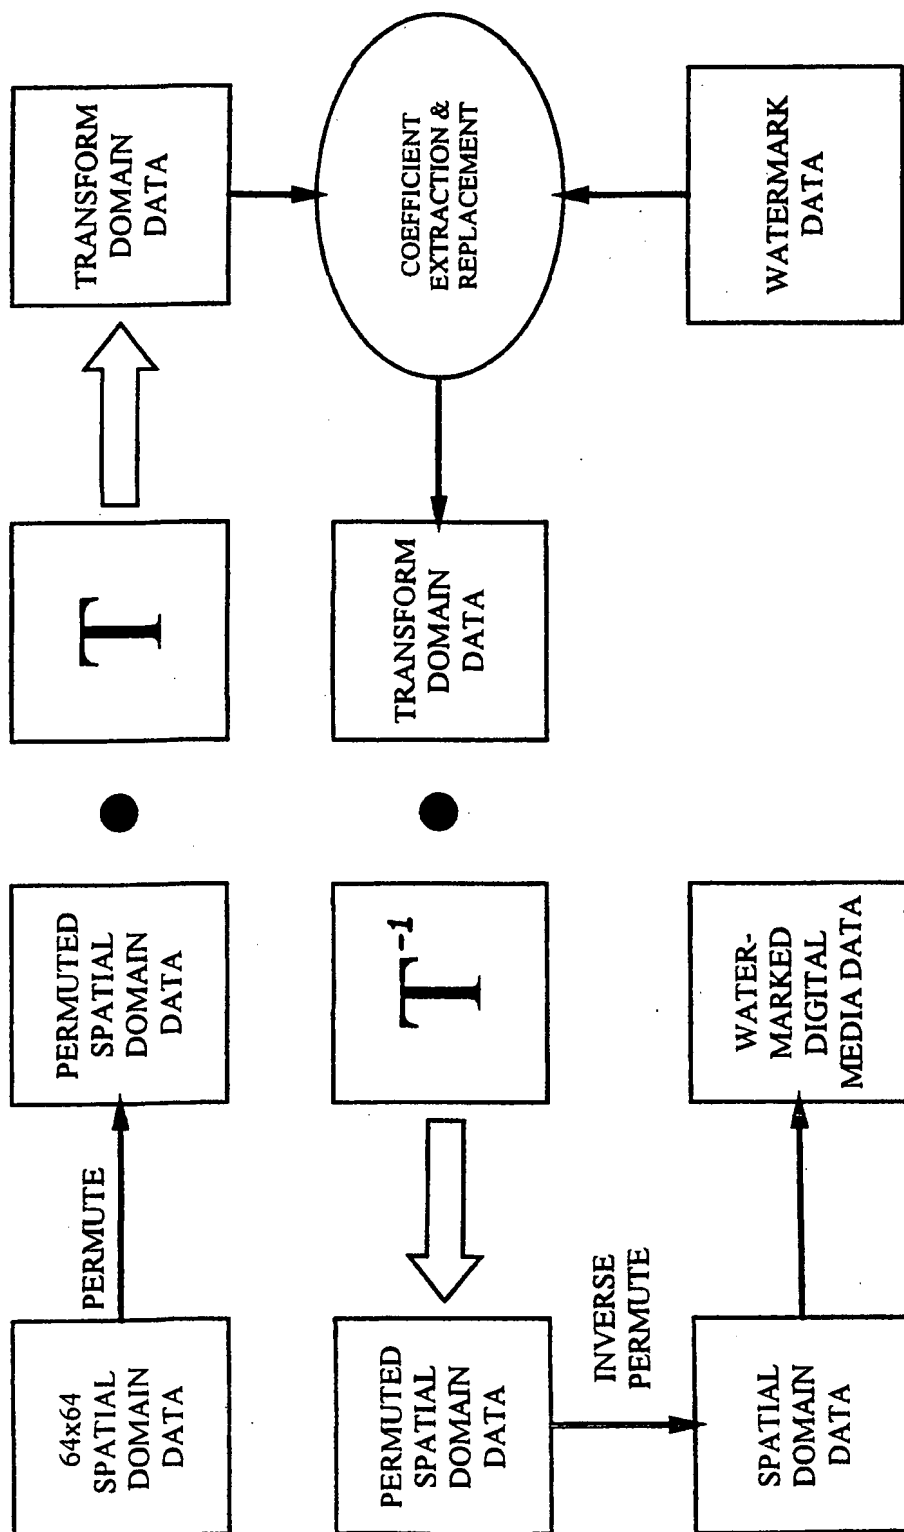 64x64
SPATIAL
DOMAIN
DATA
PERMUTE
PERMUTED
SPATIAL
DOMAIN
DATA
T
TRANSFORM
DOMAIN
DATA
COEFFICIENT
EXTRACTION &
REPLACEMENT
WATERMARK
DATA
TRANSFORM
DOMAIN
DATA
T-1
PERMUTED
SPATIAL
DOMAIN
DATA
INVERSE
PERMUTE
SPATIAL
DOMAIN
DATA
WATER-
MARKED
DIGITAL
MEDIA DATA